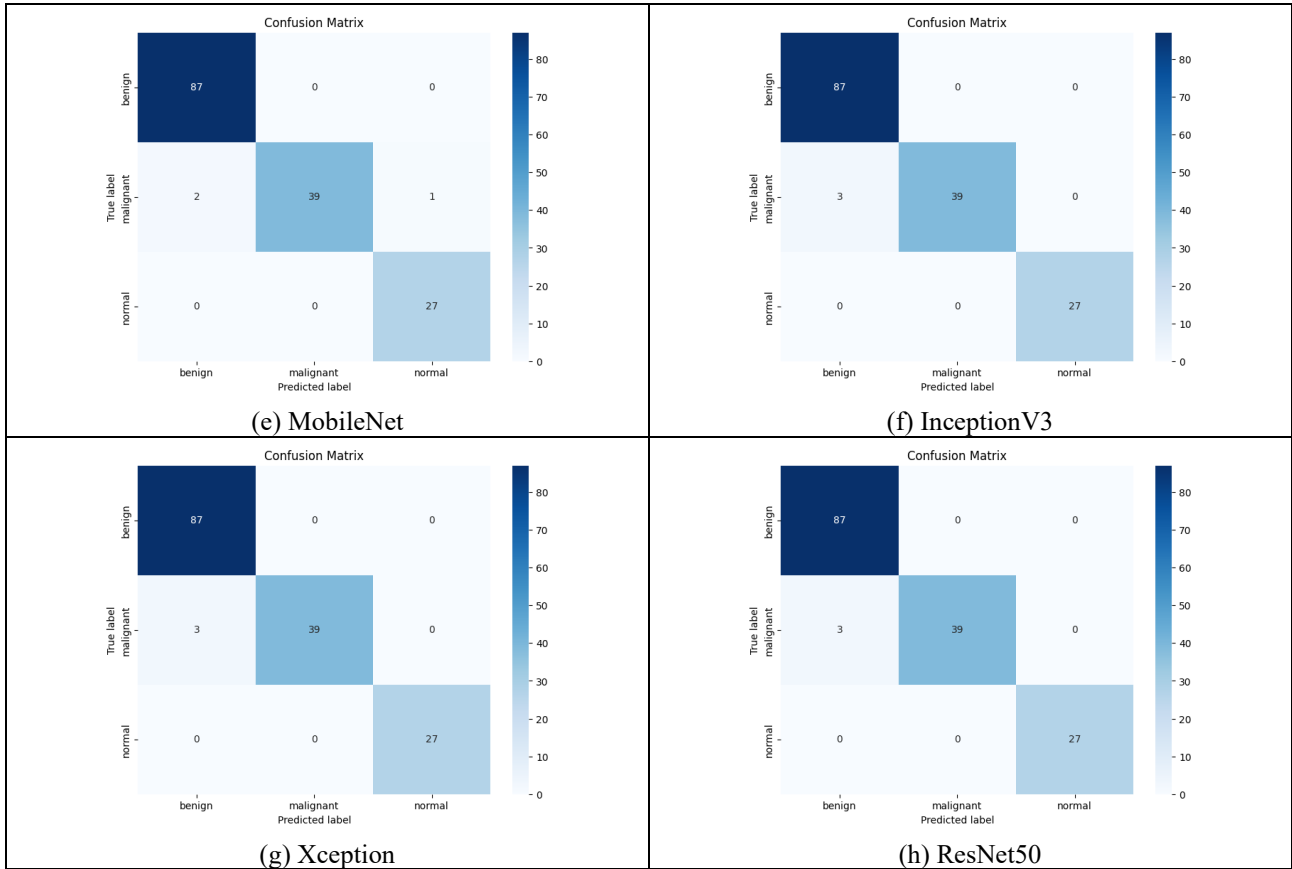 Confusion Matrix
benign
malignant
normal
True label
87 0 0
2 39 1
0 0 27
benign malignant normal
Predicted label
80
70
60
50
40
30
20
10
0
(e) MobileNet
Confusion Matrix
benign
malignant
normal
True label
87 0 0
3 39 0
0 0 27
benign malignant normal
Predicted label
80
70
60
50
40
30
20
10
0
(f) InceptionV3
Confusion Matrix
benign
malignant
normal
True label
87 0 0
3 39 0
0 0 27
benign malignant normal
Predicted label
80
70
60
50
40
30
20
10
0
(g) Xception
Confusion Matrix
benign
malignant
normal
True label
87 0 0
3 39 0
0 0 27
benign malignant normal
Predicted label
80
70
60
50
40
30
20
10
0
(h) ResNet50